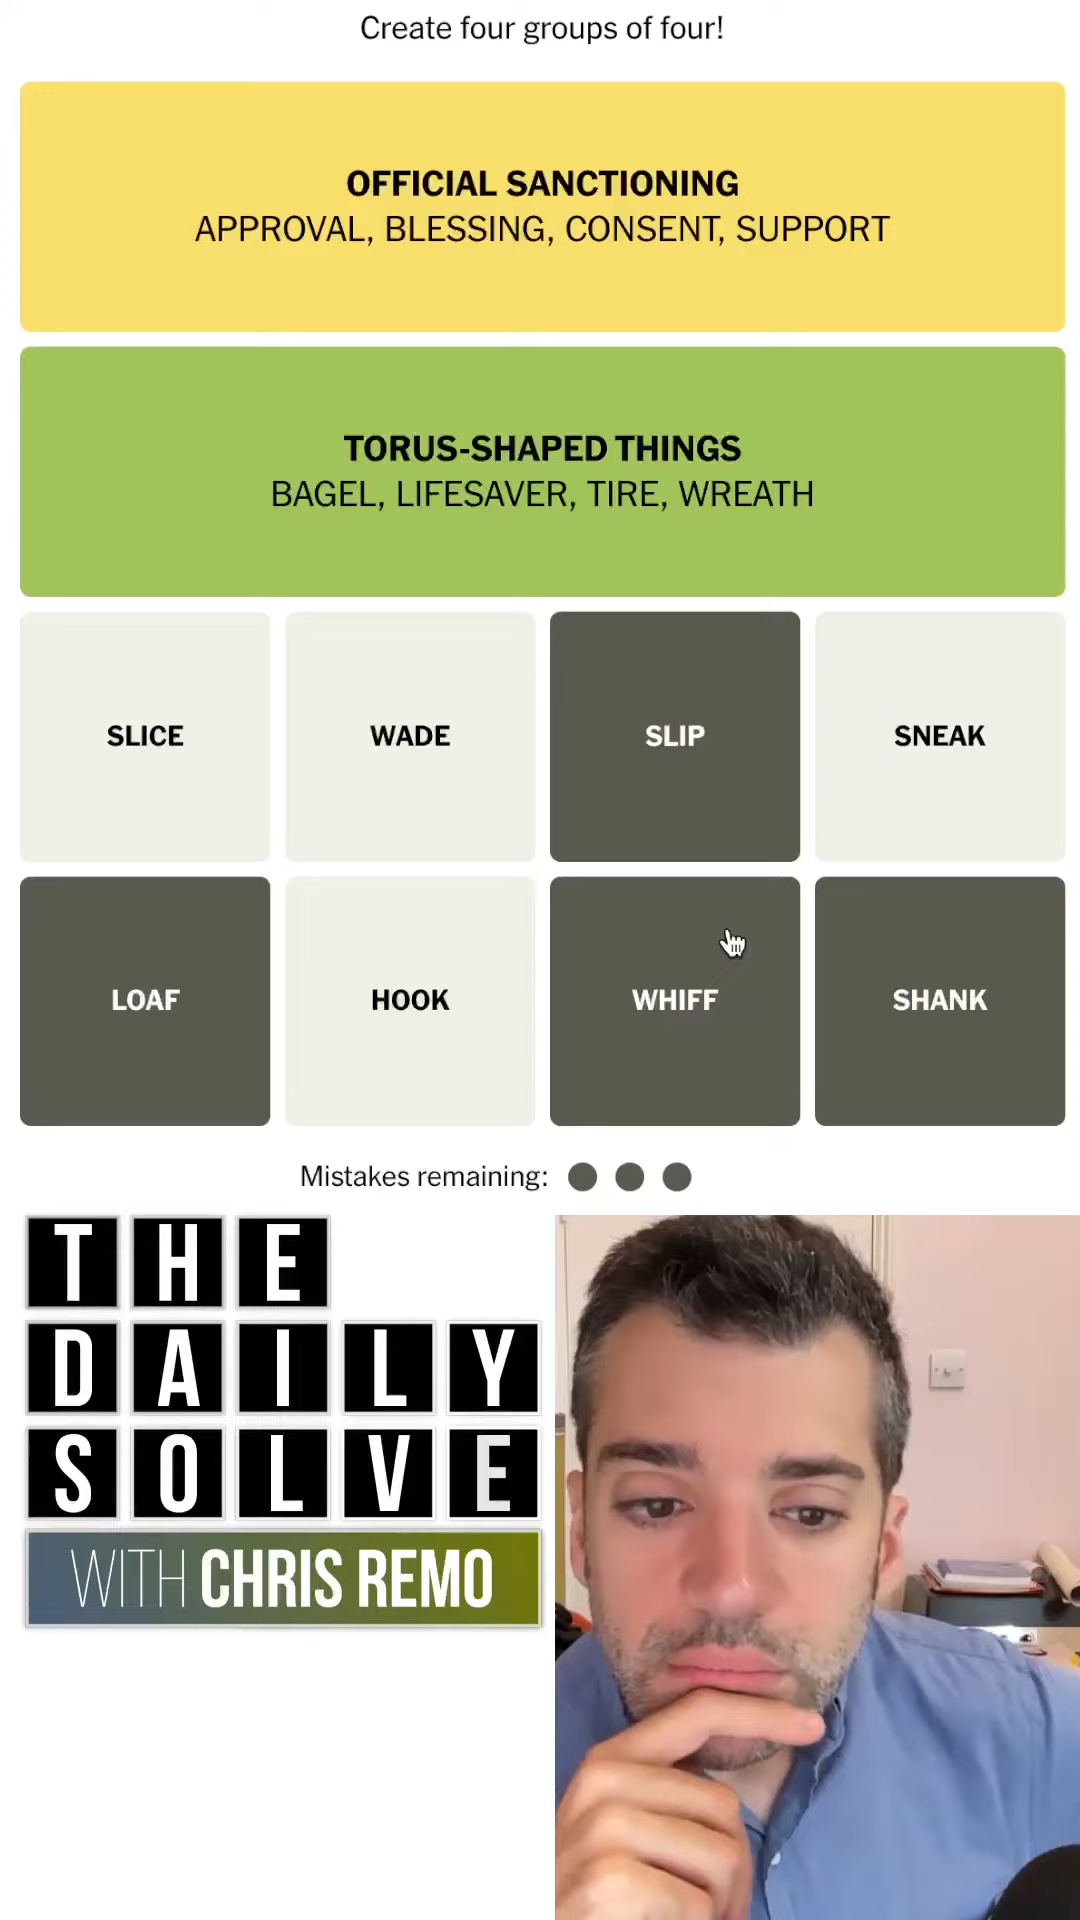 Create four groups of four!
OFFICIAL SANCTIONING
APPROVAL, BLESSING, CONSENT, SUPPORT
TORUS-SHAPED THINGS
BAGEL, LIFESAVER, TIRE, WREATH
SLICE WADE SLIP SNEAK
LOAF HOOK WHIFF SHANK
Mistakes remaining:
THE
DAILY
SOLVE
WITH CHRIS REMO